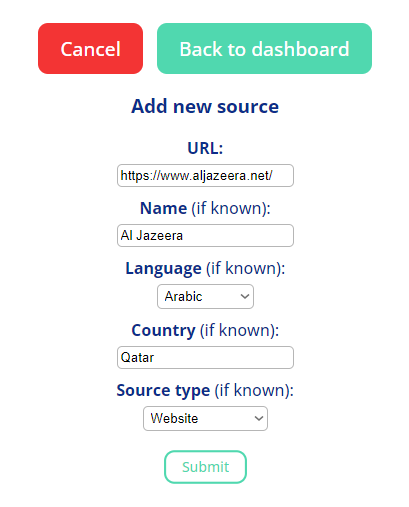 Cancel Back to dashboard
Add new source
URL:
https://www.aljazeera.net/
Name (if known):
Al Jazeera
Language (if known):
Arabic
Country (if known):
Qatar
Source type (if known):
Website
Submit